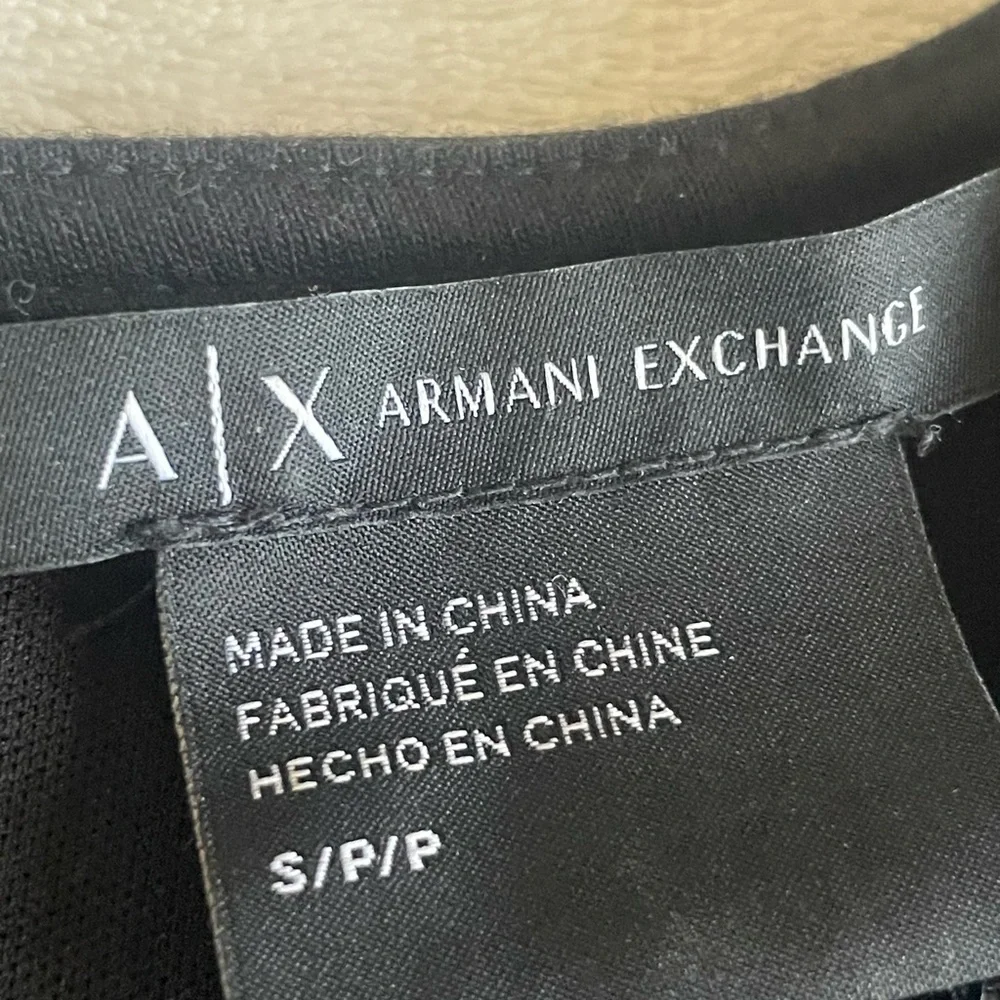 A|X ARMANI EXCHANGE
MADE IN CHINA
FABRIQUÉ EN CHINE
HECHO EN CHINA
S/P/P